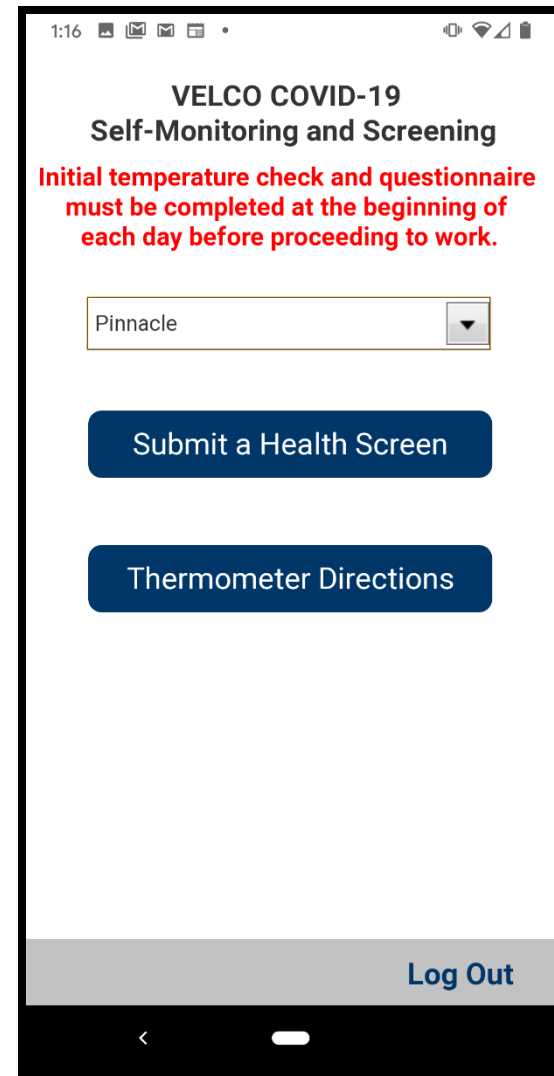 1:16
VELCO COVID-19
Self-Monitoring and Screening
Initial temperature check and questionnaire
must be completed at the beginning of
each day before proceeding to work.
Pinnacle
Submit a Health Screen
Thermometer Directions
Log Out